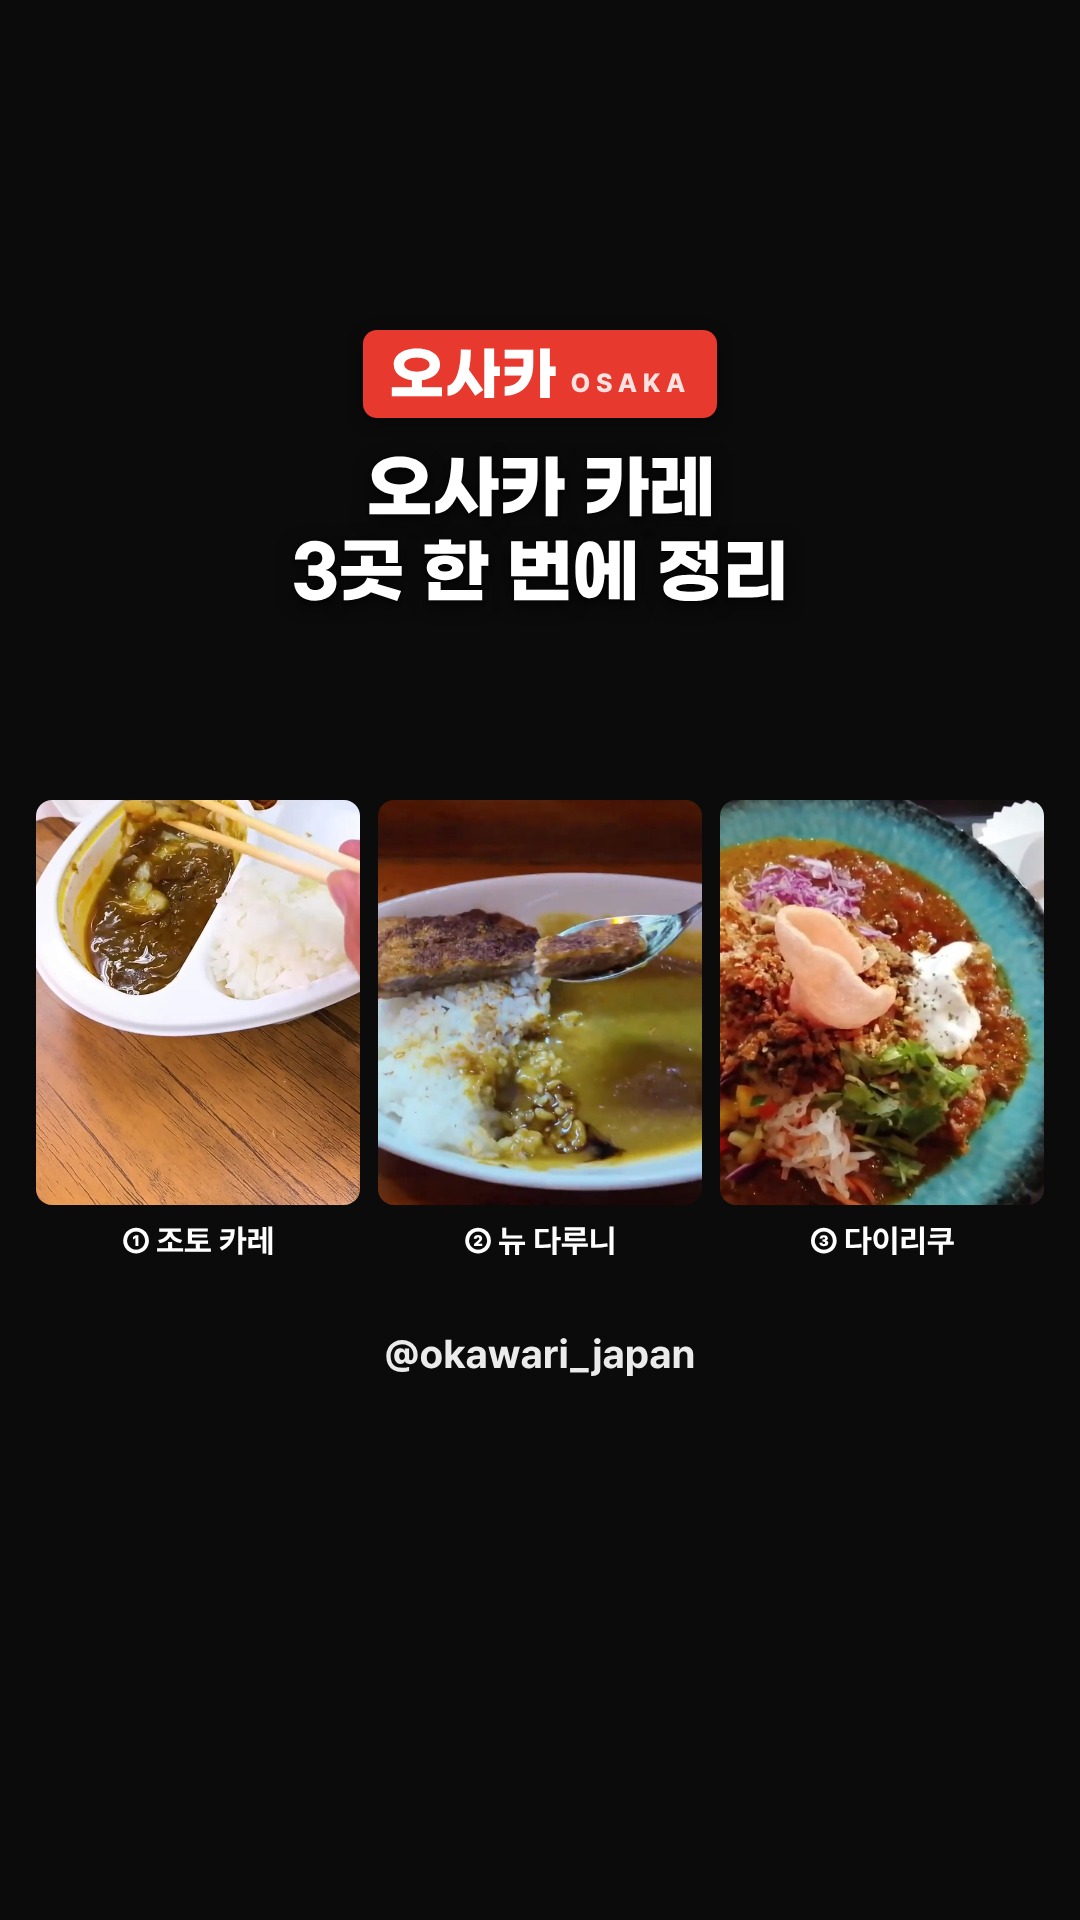 오사카 OSAKA
오사카 카레
3곳 한 번에 정리
① 조토 카레
② 뉴 다루니
③ 다이리쿠
@okawari_japan